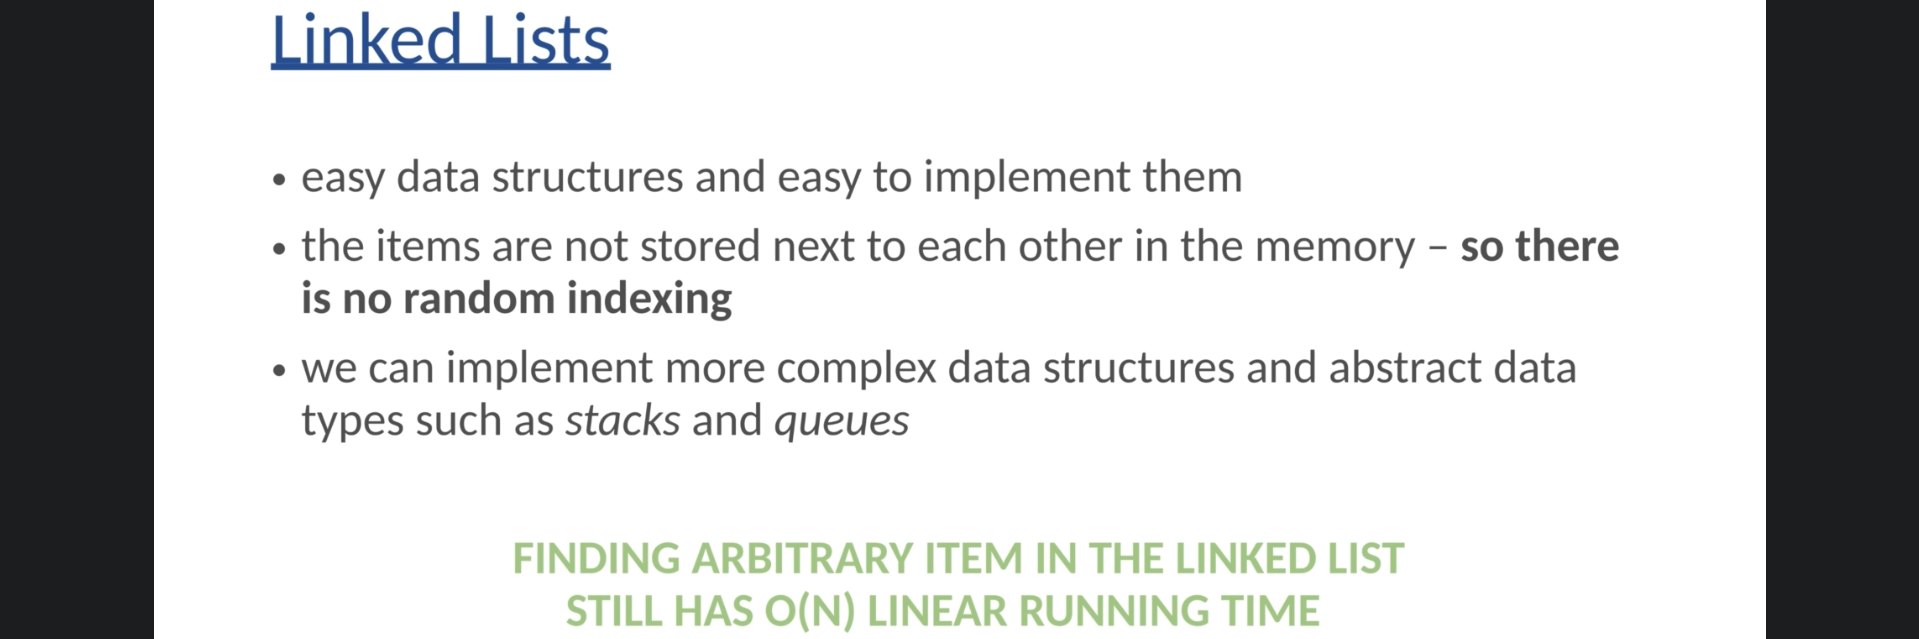 Linked Lists
• easy data structures and easy to implement them
• the items are not stored next to each other in the memory – so there
is no random indexing
• we can implement more complex data structures and abstract data
types such as stacks and queues
FINDING ARBITRARY ITEM IN THE LINKED LIST
STILL HAS O(N) LINEAR RUNNING TIME